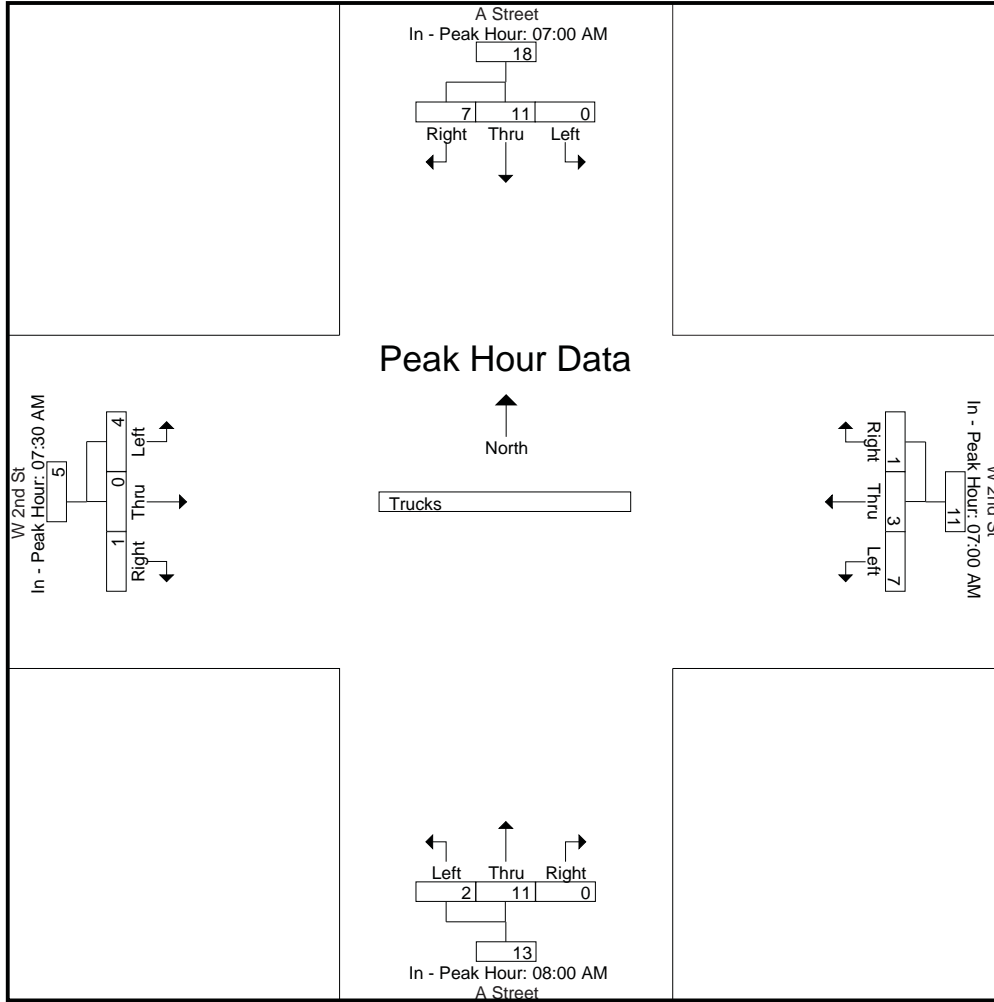 A Street
In - Peak Hour: 07:00 AM
18
7 11 0
Right Thru Left
Peak Hour Data
North
Trucks
W 2nd St
In - Peak Hour: 07:30 AM
5
4 0 1
Left Thru Right
W 2nd St
In - Peak Hour: 07:00 AM
11
1 3 7
Right Thru Left
Left Thru Right
2 11 0
13
In - Peak Hour: 08:00 AM
A Street